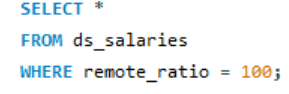 SELECT *
FROM ds_salaries
WHERE remote_ratio = 100;